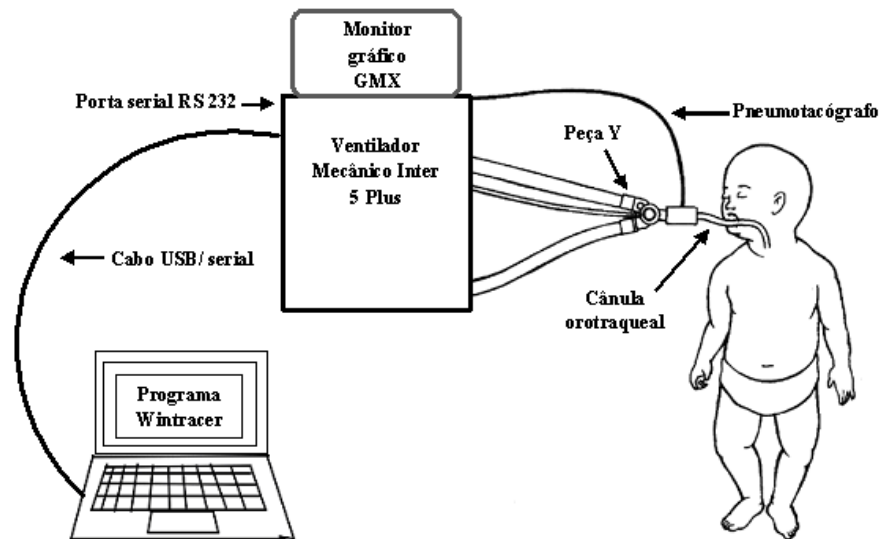 Monitor
gráfico
GMX
Porta serial RS 232
Pneumotacógrafo
Ventilador
Mecânico Inter
5 Plus
Peça Y
Cabo USB/ serial
Cânula
orotraqueal
Programa
Wintracer